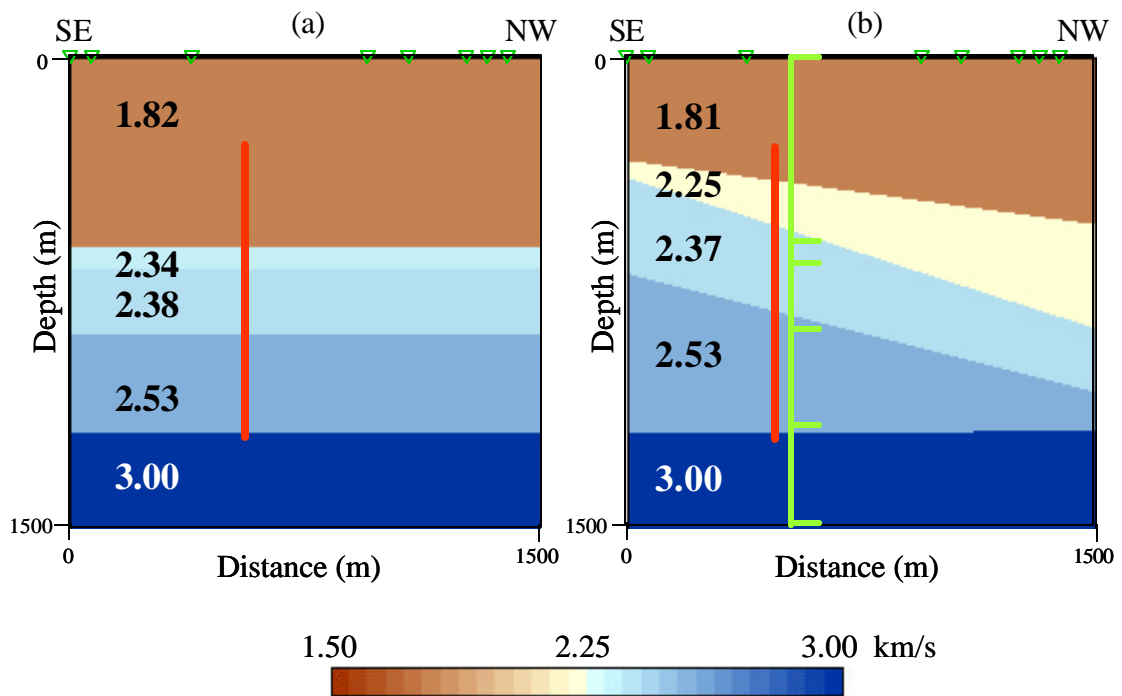 (a)
SE NW
0
1.82
2.34
2.38
2.53
3.00
1500
0 1500
Depth (m)
Distance (m)
(b)
SE NW
0
1.81
2.25
2.37
2.53
3.00
1500
0 1500
Depth (m)
Distance (m)
1.50 2.25 3.00 km/s